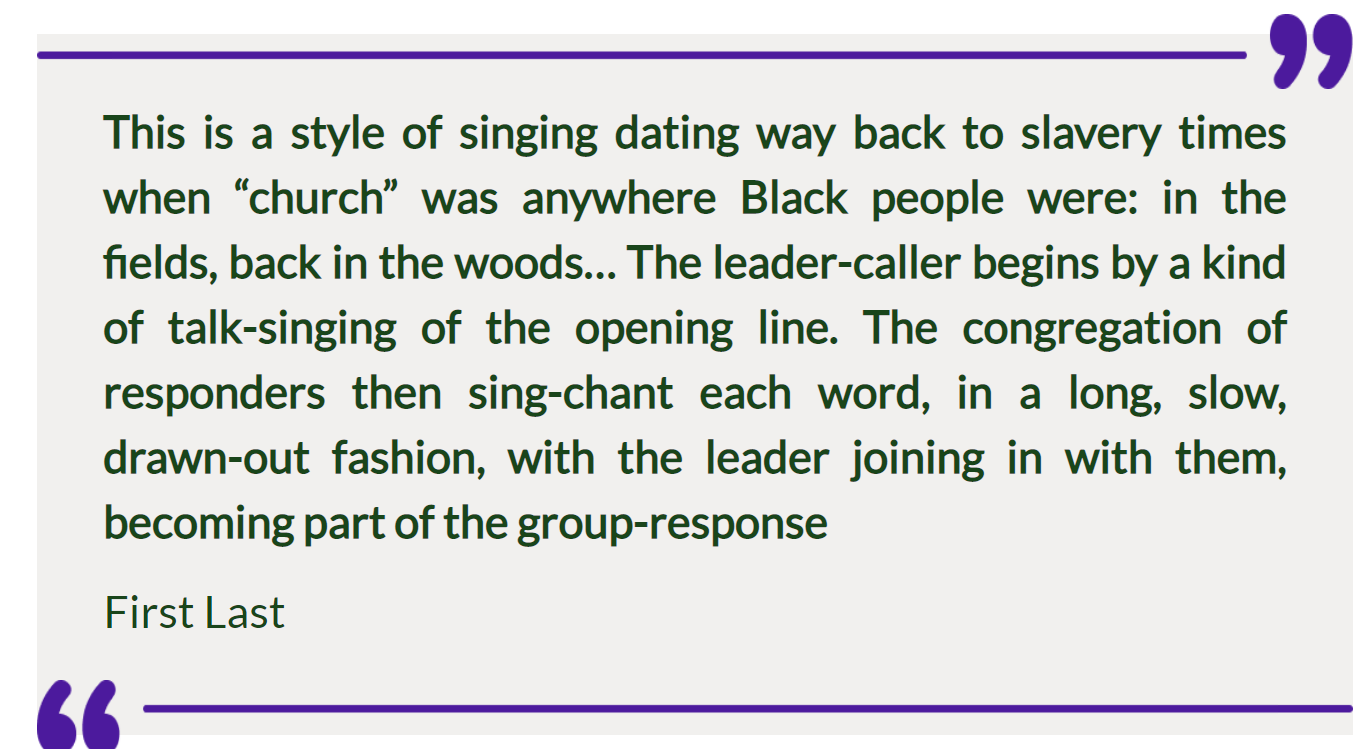 This is a style of singing dating way back to slavery times
when “church” was anywhere Black people were: in the
fields, back in the woods... The leader-caller begins by a kind
of talk-singing of the opening line. The congregation of
responders then sing-chant each word, in a long, slow,
drawn-out fashion, with the leader joining in with them,
becoming part of the group-response
First Last